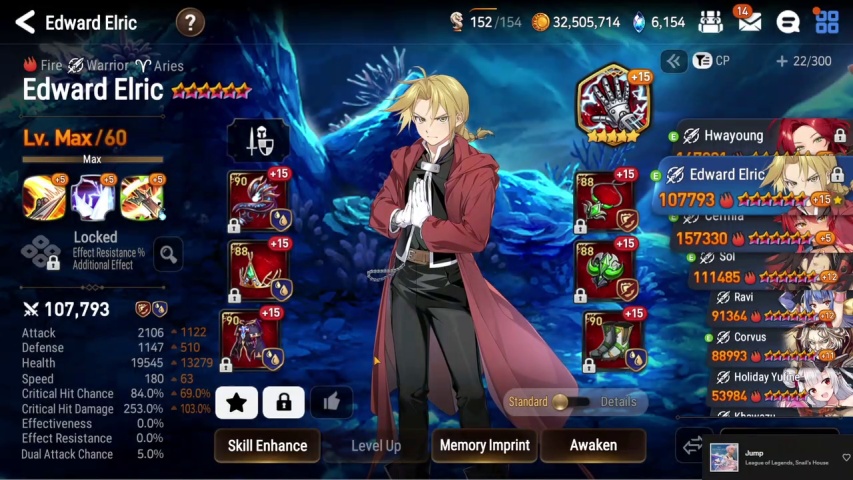 Edward Elric
?
152/154
32,505,714
6,154
14
Fire Warrior Aries
Edward Elric
Lv. Max/60
Max
+5
+5
+5
Locked
Effect Resistance %
Additional Effect
107,793
Attack 2106 1122
Defense 1147 510
Health 19545 13279
Speed 180 63
Critical Hit Chance 84.0% 69.0%
Critical Hit Damage 253.0% 103.0%
Effectiveness 0.0%
Effect Resistance 0.0%
Dual Attack Chance 5.0%
90 +15
88 +15
90 +15
+15
88 +15
88 +15
90 +15
Standard Details
Skill Enhance
Level Up
Memory Imprint
Awaken
CP
22/300
Hwayoung
Edward Elric
107793 +15
Cermia
157330 +5
Sol
111485 +12
Ravi
91364 +12
Corvus
88993 +11
Holiday Yufine
53984
Khawazu
Jump
League of Legends, Snail's House